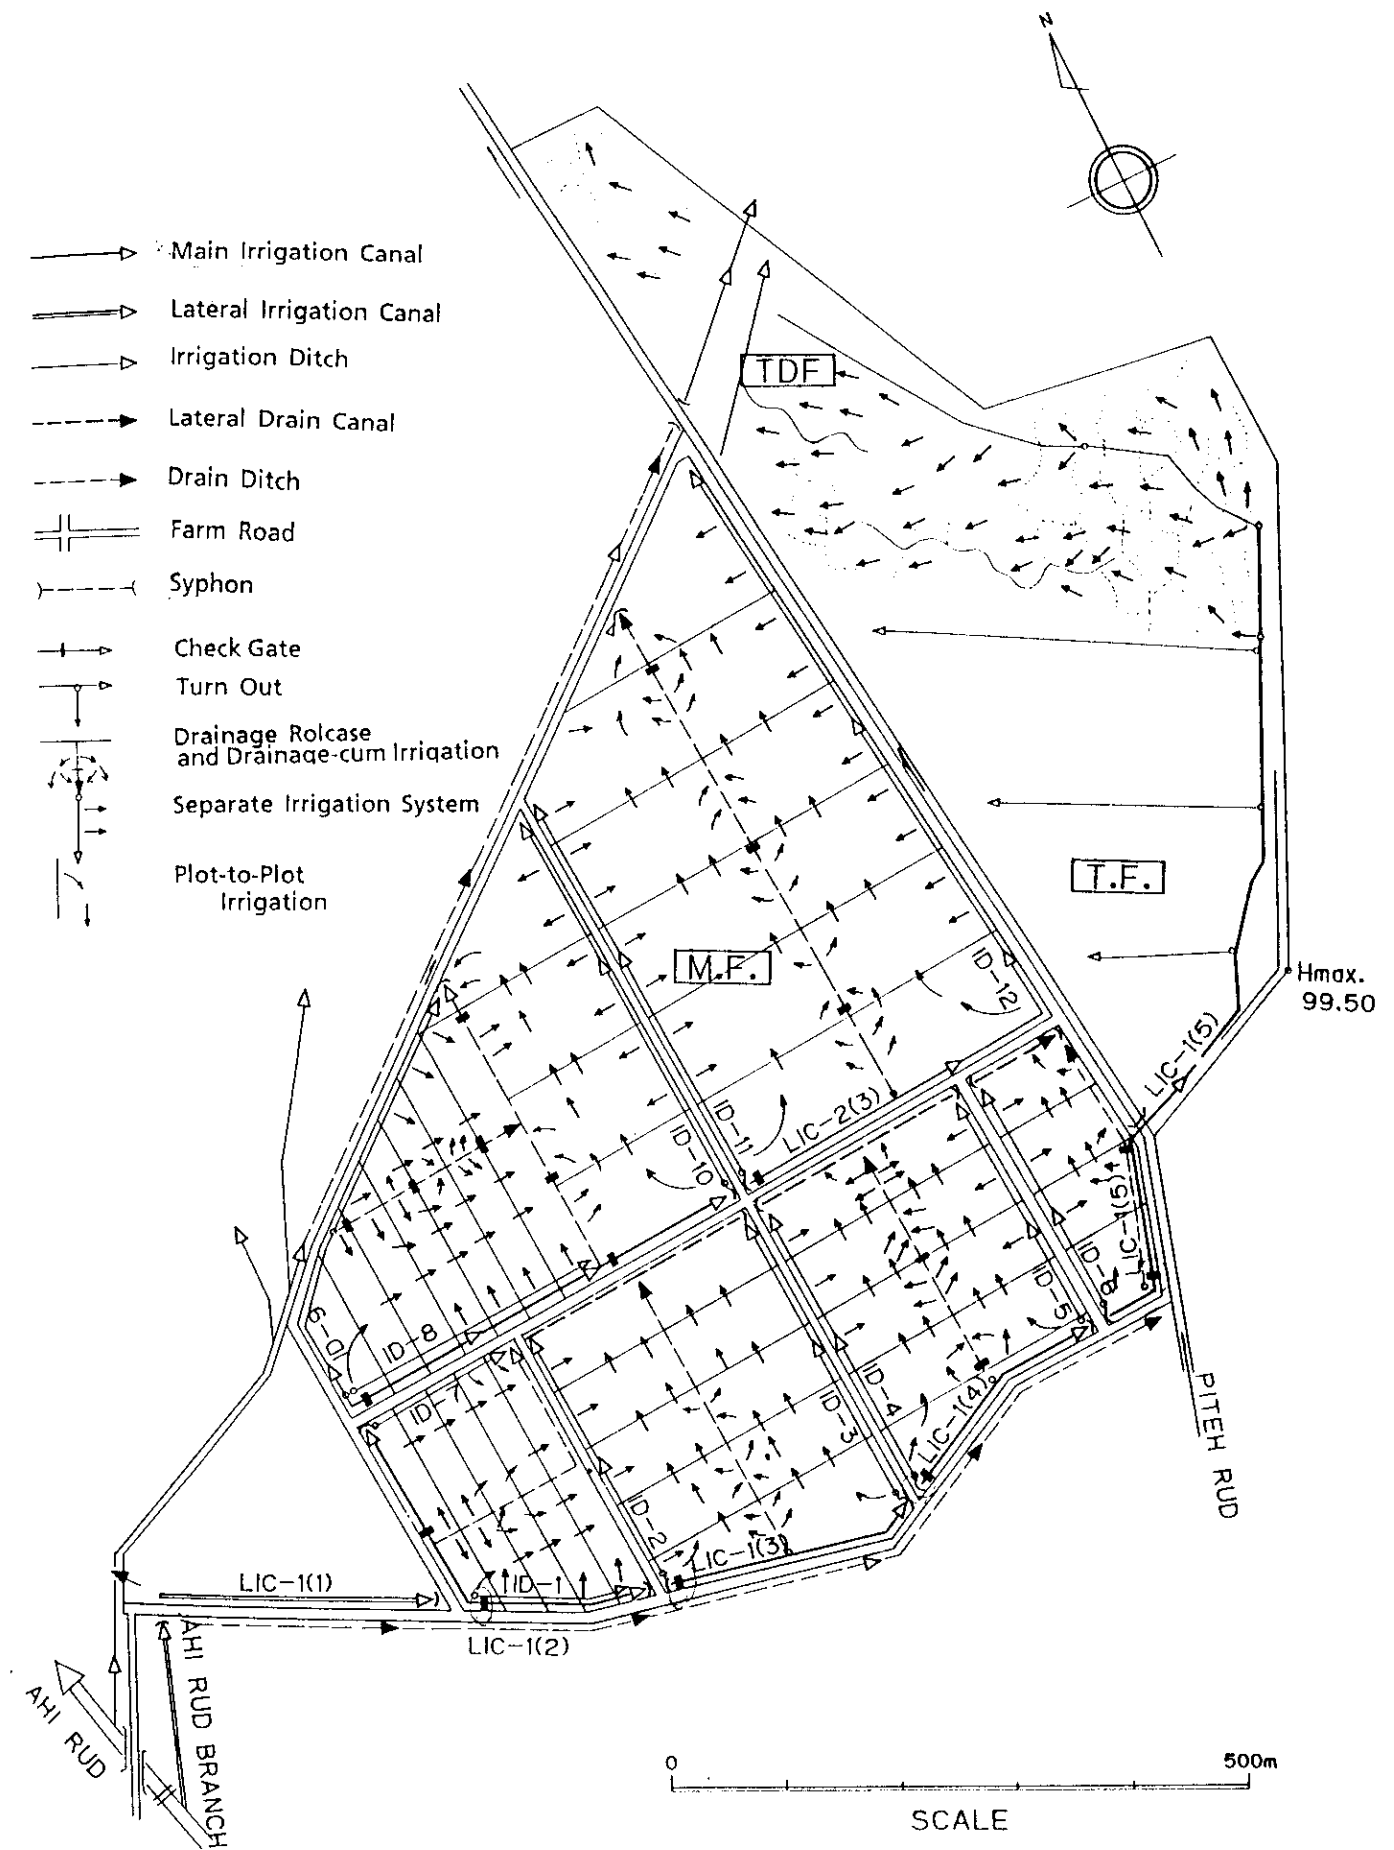 N
Main Irrigation Canal
Lateral Irrigation Canal
Irrigation Ditch
Lateral Drain Canal
Drain Ditch
Farm Road
Syphon
Check Gate
Turn Out
Drainage Rolcase
and Drainage-cum Irrigation
Separate Irrigation System
Plot-to-Plot
Irrigation
TDF
T.F.
M.F.
Hmax.
99.50
ID-12
LIC-1(5)
ID-11
LIC-2(3)
ID-10
LIC-1(5)
ID-9
ID-9
ID-8
ID-7
ID-5
ID-4
ID-3
LIC-1(4)
ID-2
LIC-1(3)
PITEH RUD
LIC-1(1)
ID-1
LIC-1(2)
AHI RUD
AHI RUD BRANCH
0
500m
SCALE